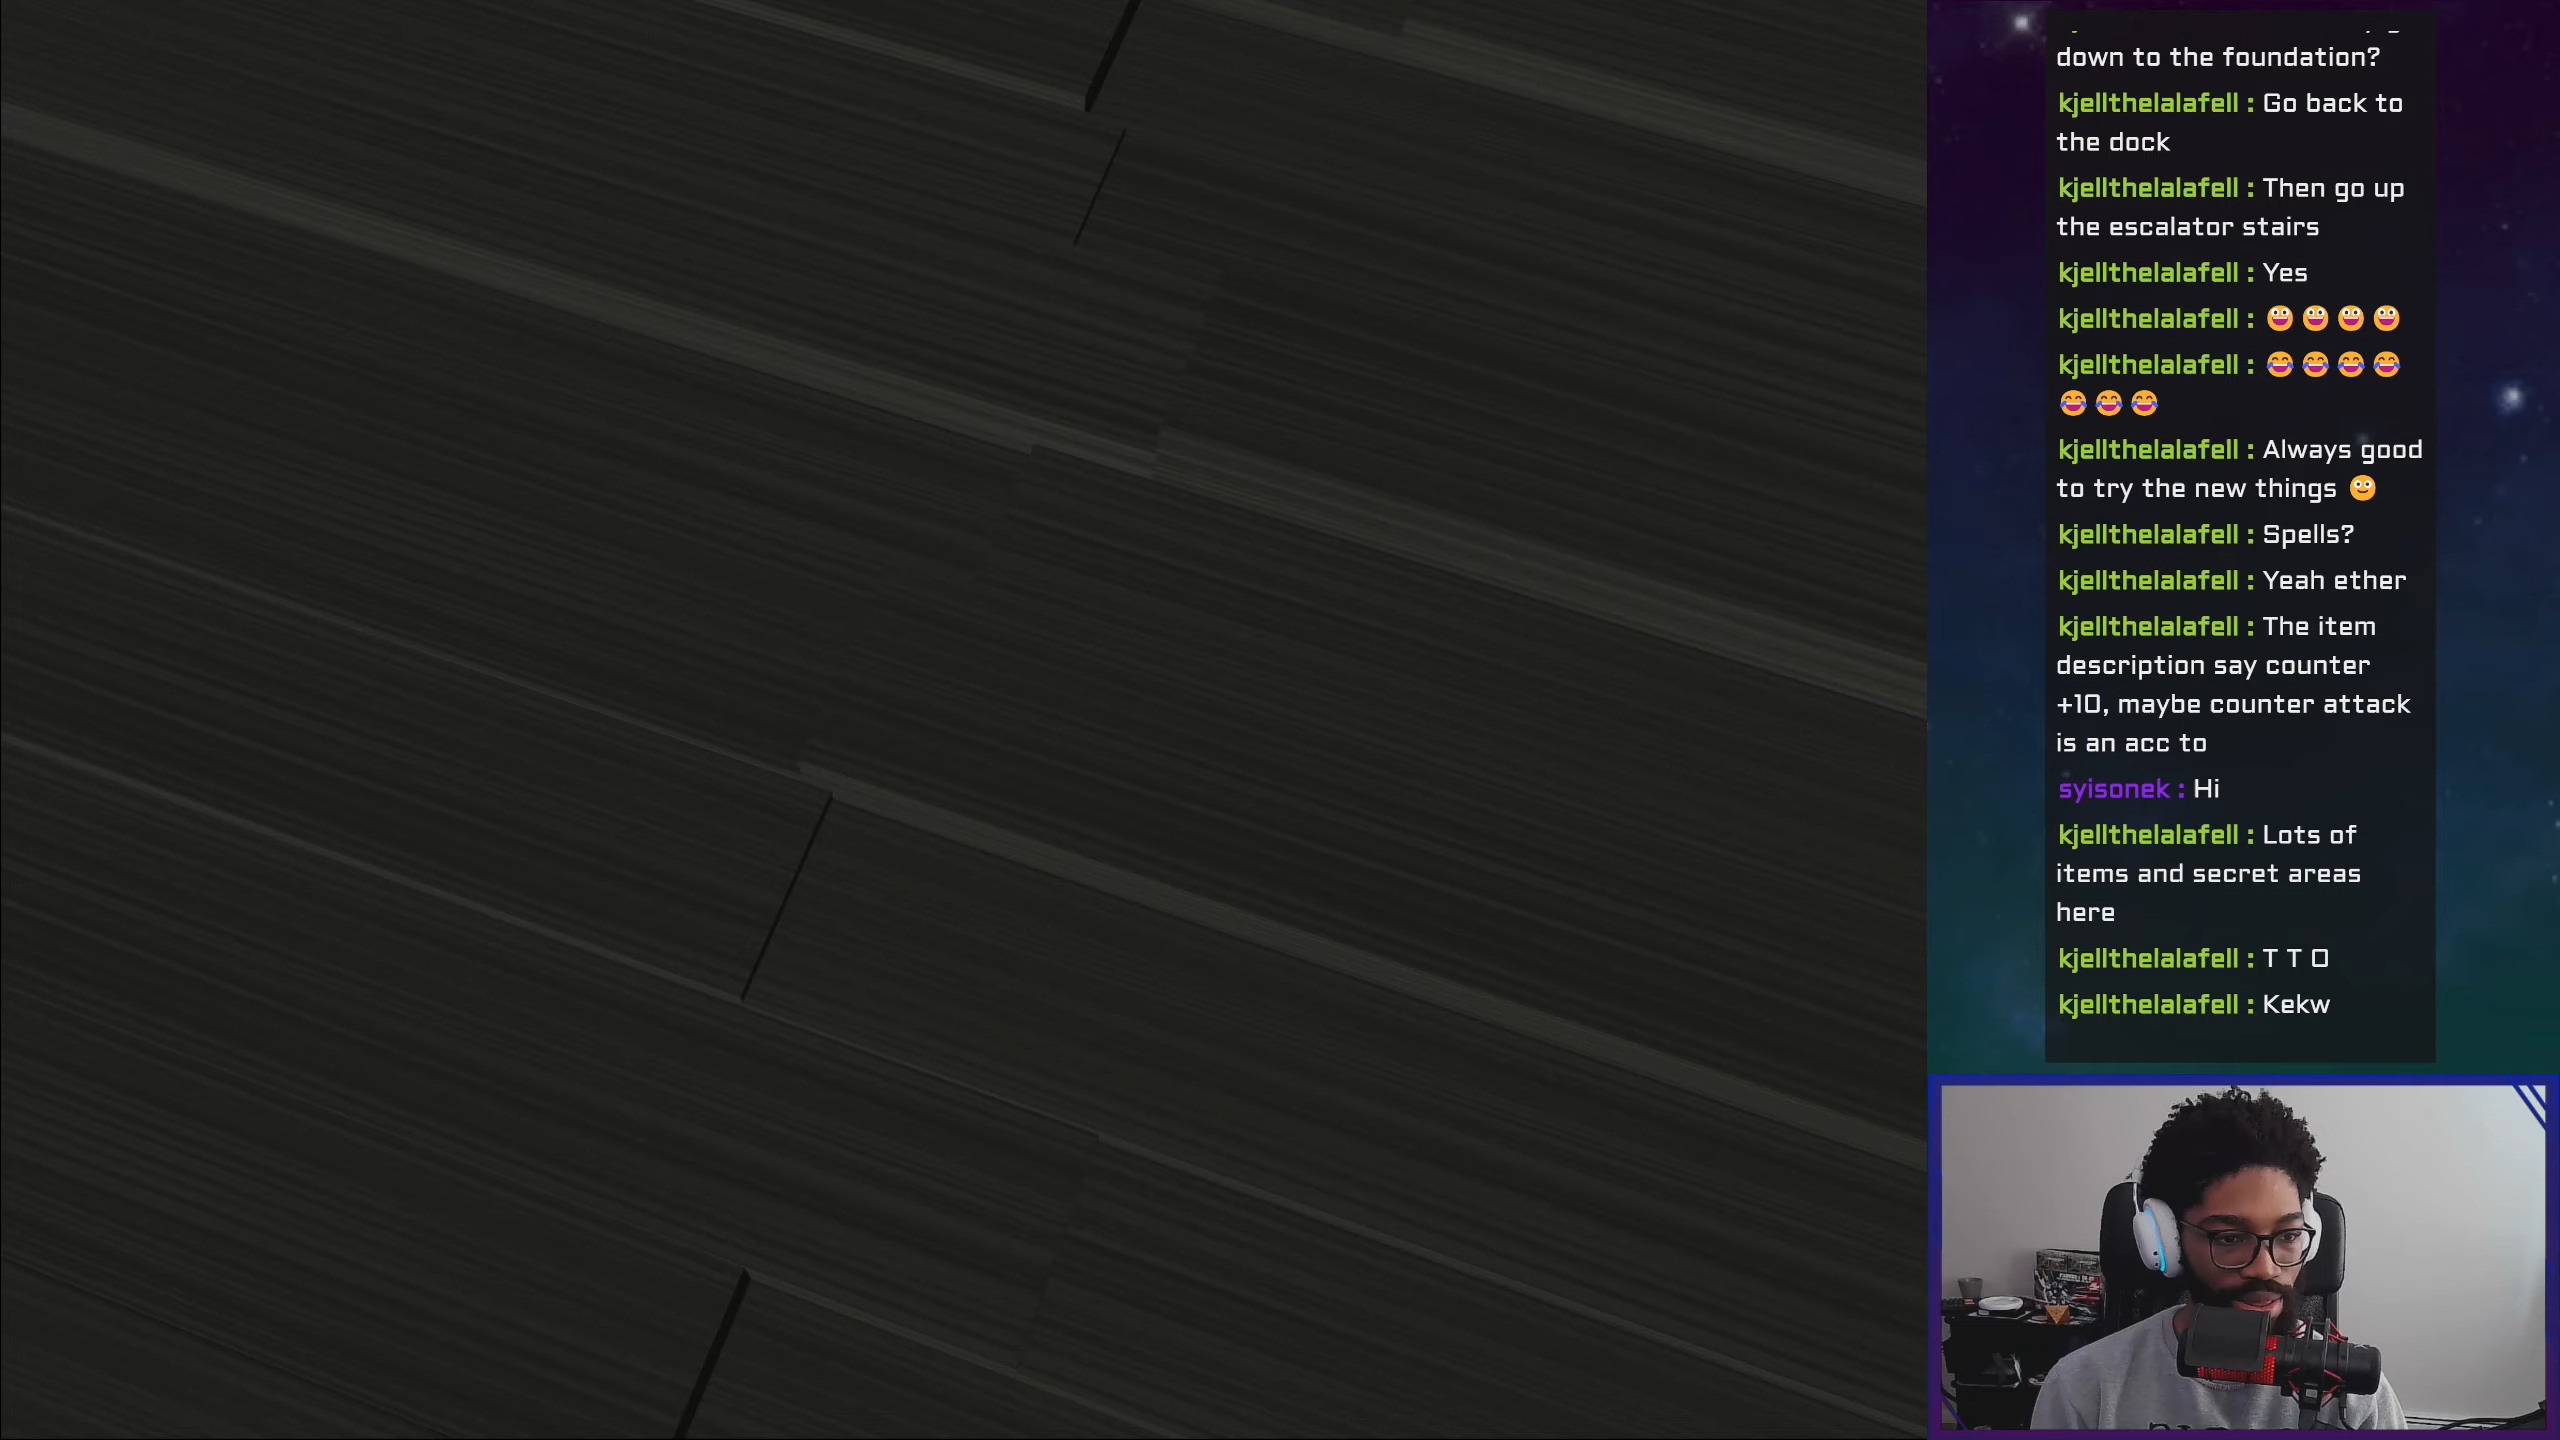 down to the foundation?
kjellthelalafell : Go back to
the dock
kjellthelalafell : Then go up
the escalator stairs
kjellthelalafell : Yes
kjellthelalafell : 😀 😀 😀 😀
kjellthelalafell : 😂 😂 😂 😂
😂 😂 😂
kjellthelalafell : Always good
to try the new things 🙂
kjellthelalafell : Spells?
kjellthelalafell : Yeah ether
kjellthelalafell : The item
description say counter
+10, maybe counter attack
is an acc to
syisonek : Hi
kjellthelalafell : Lots of
items and secret areas
here
kjellthelalafell : T T O
kjellthelalafell : Kekw